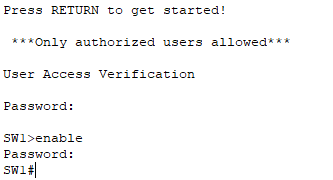 Press RETURN to get started!
***Only authorized users allowed***
User Access Verification
Password:
SW1>enable
Password:
SW1#